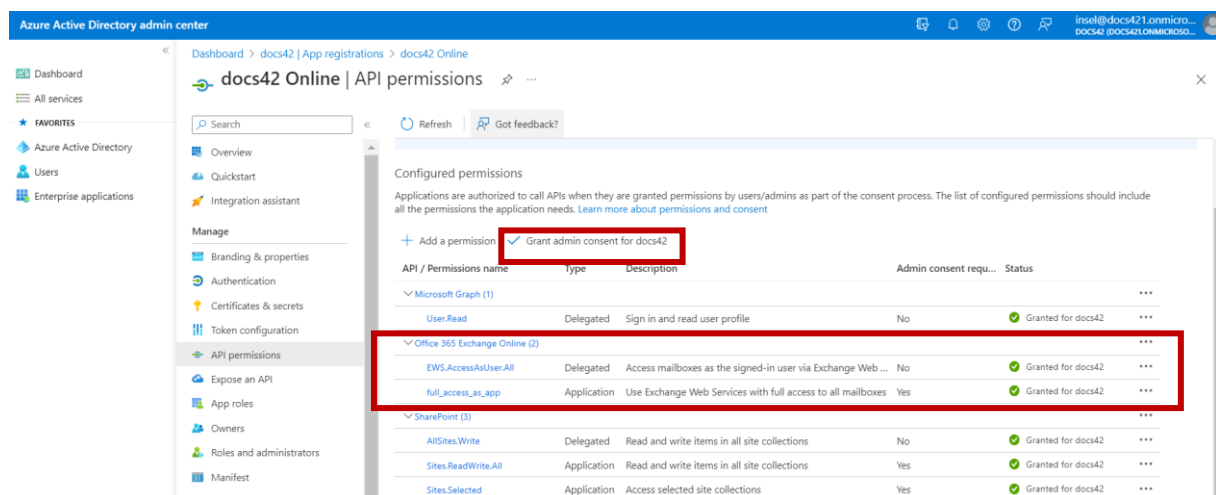 Azure Active Directory admin center
insel@docs421.onmicro...
DOCS42 (DOCS421.ONMICROSO...
Dashboard > docs42 | App registrations > docs42 Online
docs42 Online | API permissions
Dashboard
All services
FAVORITES
Azure Active Directory
Users
Enterprise applications
Search
Overview
Quickstart
Integration assistant
Manage
Branding & properties
Authentication
Certificates & secrets
Token configuration
API permissions
Expose an API
App roles
Owners
Roles and administrators
Manifest
Refresh
Got feedback?
Configured permissions
Applications are authorized to call APIs when they are granted permissions by users/admins as part of the consent process. The list of configured permissions should include
all the permissions the application needs. Learn more about permissions and consent
Add a permission Grant admin consent for docs42
API / Permissions name Type Description Admin consent requ... Status
Microsoft Graph (1)
User.Read Delegated Sign in and read user profile No Granted for docs42
Office 365 Exchange Online (2)
EWS.AccessAsUser.All Delegated Access mailboxes as the signed-in user via Exchange Web ... No Granted for docs42
full_access_as_app Application Use Exchange Web Services with full access to all mailboxes Yes Granted for docs42
SharePoint (3)
AllSites.Write Delegated Read and write items in all site collections No Granted for docs42
Sites.ReadWrite.All Application Read and write items in all site collections Yes Granted for docs42
Sites.Selected Application Access selected site collections Yes Granted for docs42